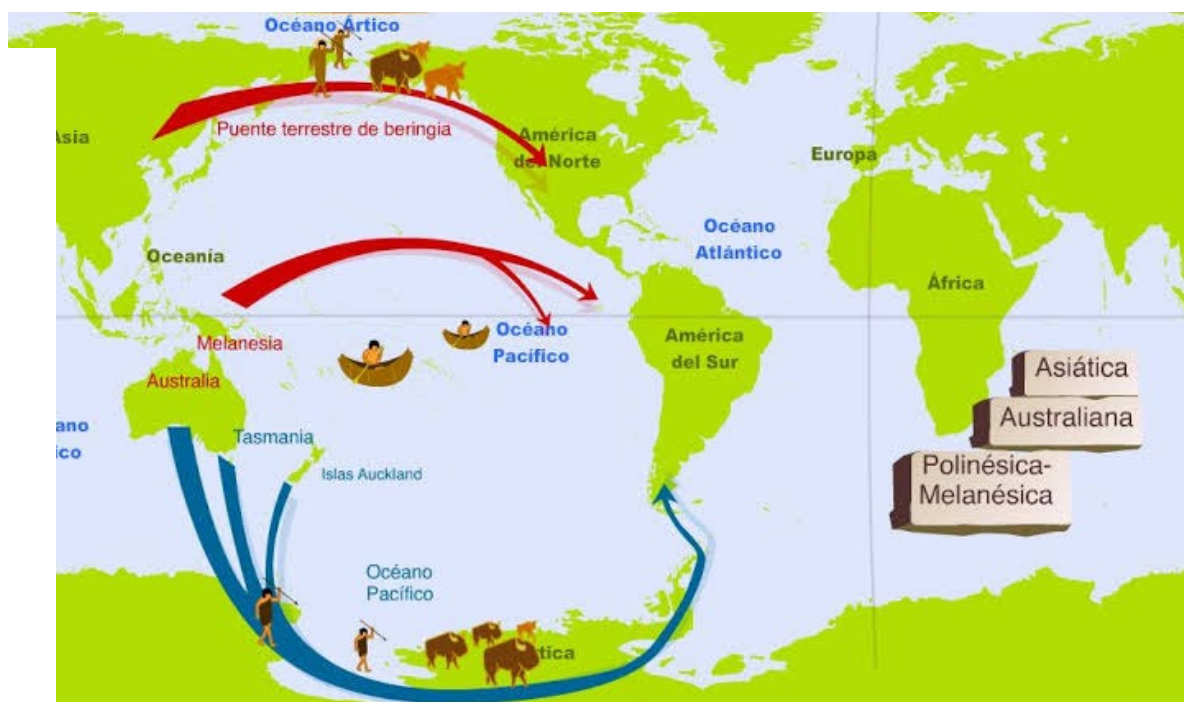 Océano Ártico
Asia
Puente terrestre de beringia
América
del Norte
Europa
Océano
Atlántico
Oceanía
África
Melanesia
Océano
Pacífico
América
del Sur
Australia
Asiática
Australiana
Tasmania
Islas Auckland
Polinésica-
Melanésica
Océano
Pacífico